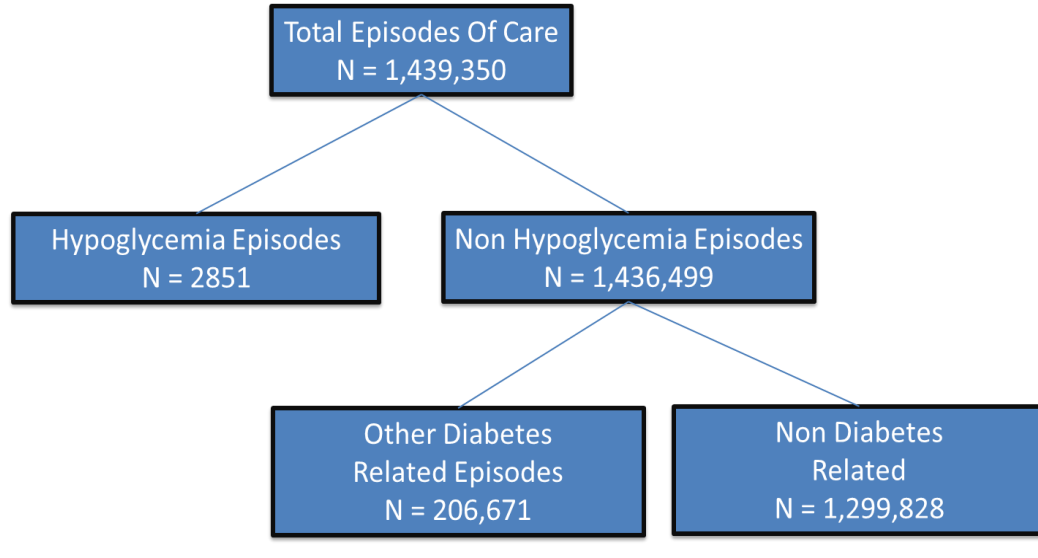 Total Episodes Of Care
N = 1,439,350
Hypoglycemia Episodes
N = 2851
Non Hypoglycemia Episodes
N = 1,436,499
Other Diabetes
Related Episodes
N = 206,671
Non Diabetes
Related
N = 1,299,828